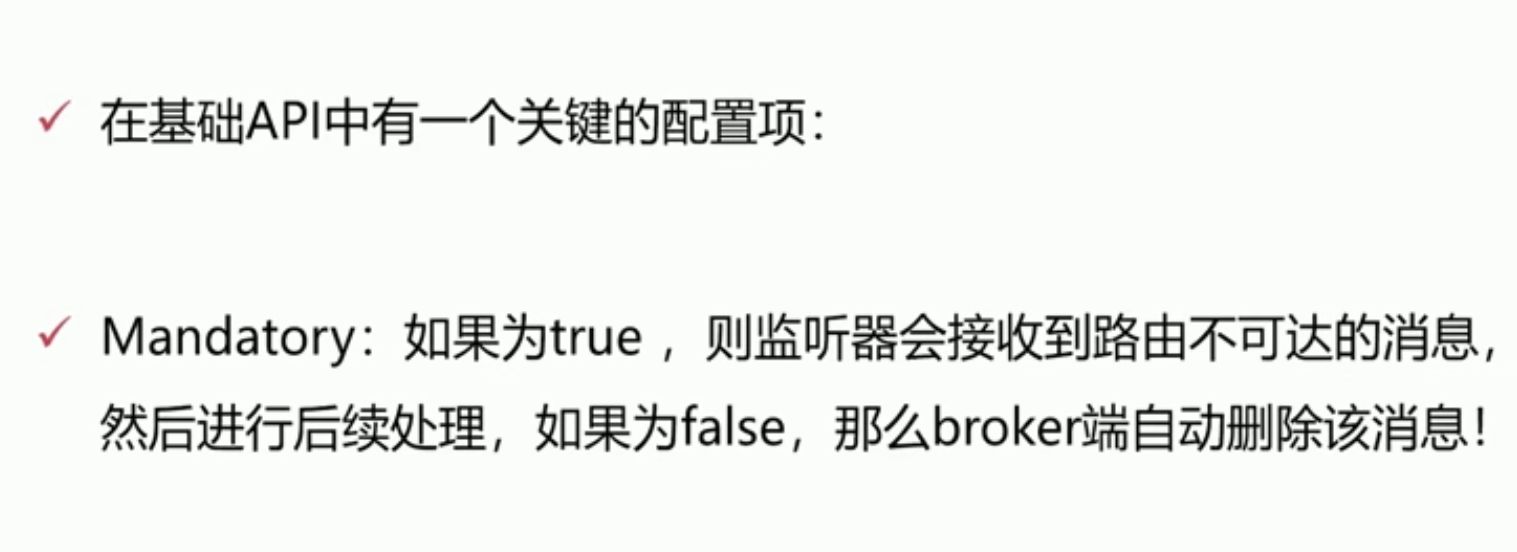 ✓ 在基础API中有一个关键的配置项：
✓ Mandatory：如果为true ，则监听器会接收到路由不可达的消息，
然后进行后续处理，如果为false，那么broker端自动删除该消息！